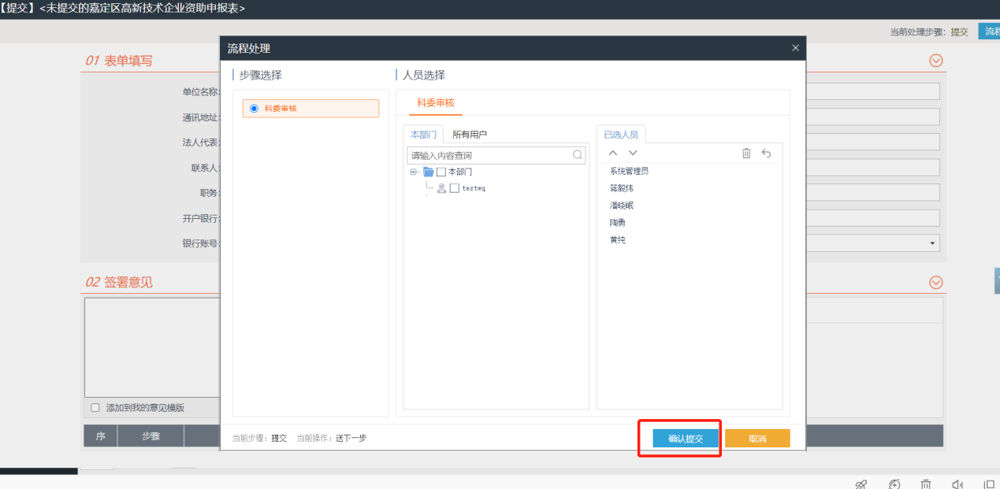 【提交】<未提交的嘉定区高新技术企业资助申报表>
当前处理步骤: 提交
流程
01 表单填写
单位名称:
通讯地址:
法人代表:
联系人:
职务:
开户银行:
银行账号:
02 签署意见
添加到我的意见模版
序 步骤
流程处理
步骤选择
科委审核
人员选择
科委审核
本部门 所有用户
请输入内容查询
本部门
testwq
已选人员
系统管理员
蒋毅炜
潘晓岷
陶勇
黄纯
当前步骤: 提交 当前操作: 送下一步
确认提交 取消